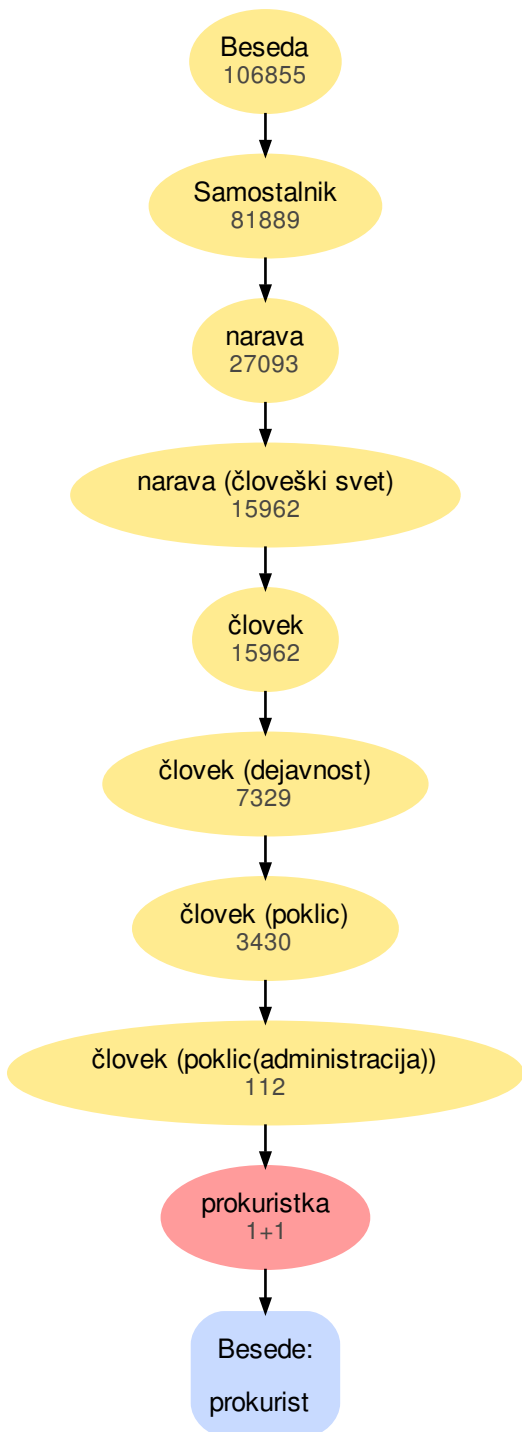 Beseda
106855
Samostalnik
81889
narava
27093
narava (človeški svet)
15962
človek
15962
človek (dejavnost)
7329
človek (poklic)
3430
človek (poklic(administracija))
112
prokuristka
1+1
Besede:
prokurist